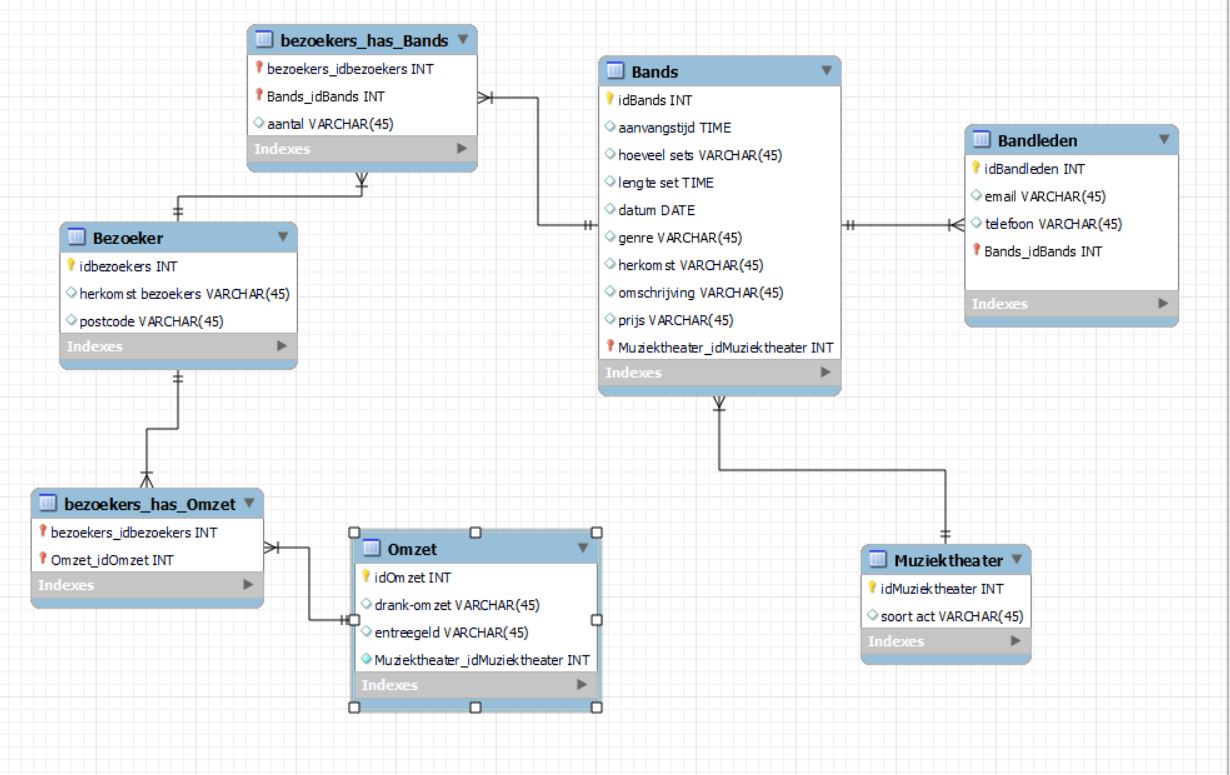 bezoekers_has_Bands
bezoekers_idbezoekers INT
Bands_idBands INT
aantal VARCHAR(45)
Indexes
Bands
idBands INT
aanvangstijd TIME
hoeveel sets VARCHAR(45)
lengte set TIME
datum DATE
genre VARCHAR(45)
herkomst VARCHAR(45)
omschrijving VARCHAR(45)
prijs VARCHAR(45)
Muziektheater_idMuziektheater INT
Indexes
Bandleden
idBandleden INT
email VARCHAR(45)
telefoon VARCHAR(45)
Bands_idBands INT
Indexes
Bezoeker
idbezoekers INT
herkomst bezoekers VARCHAR(45)
postcode VARCHAR(45)
Indexes
bezoekers_has_Omzet
bezoekers_idbezoekers INT
Omzet_idOmzet INT
Indexes
Omzet
idOmzet INT
drank-omzet VARCHAR(45)
entreegeld VARCHAR(45)
Muziektheater_idMuziektheater INT
Indexes
Muziektheater
idMuziektheater INT
soort act VARCHAR(45)
Indexes